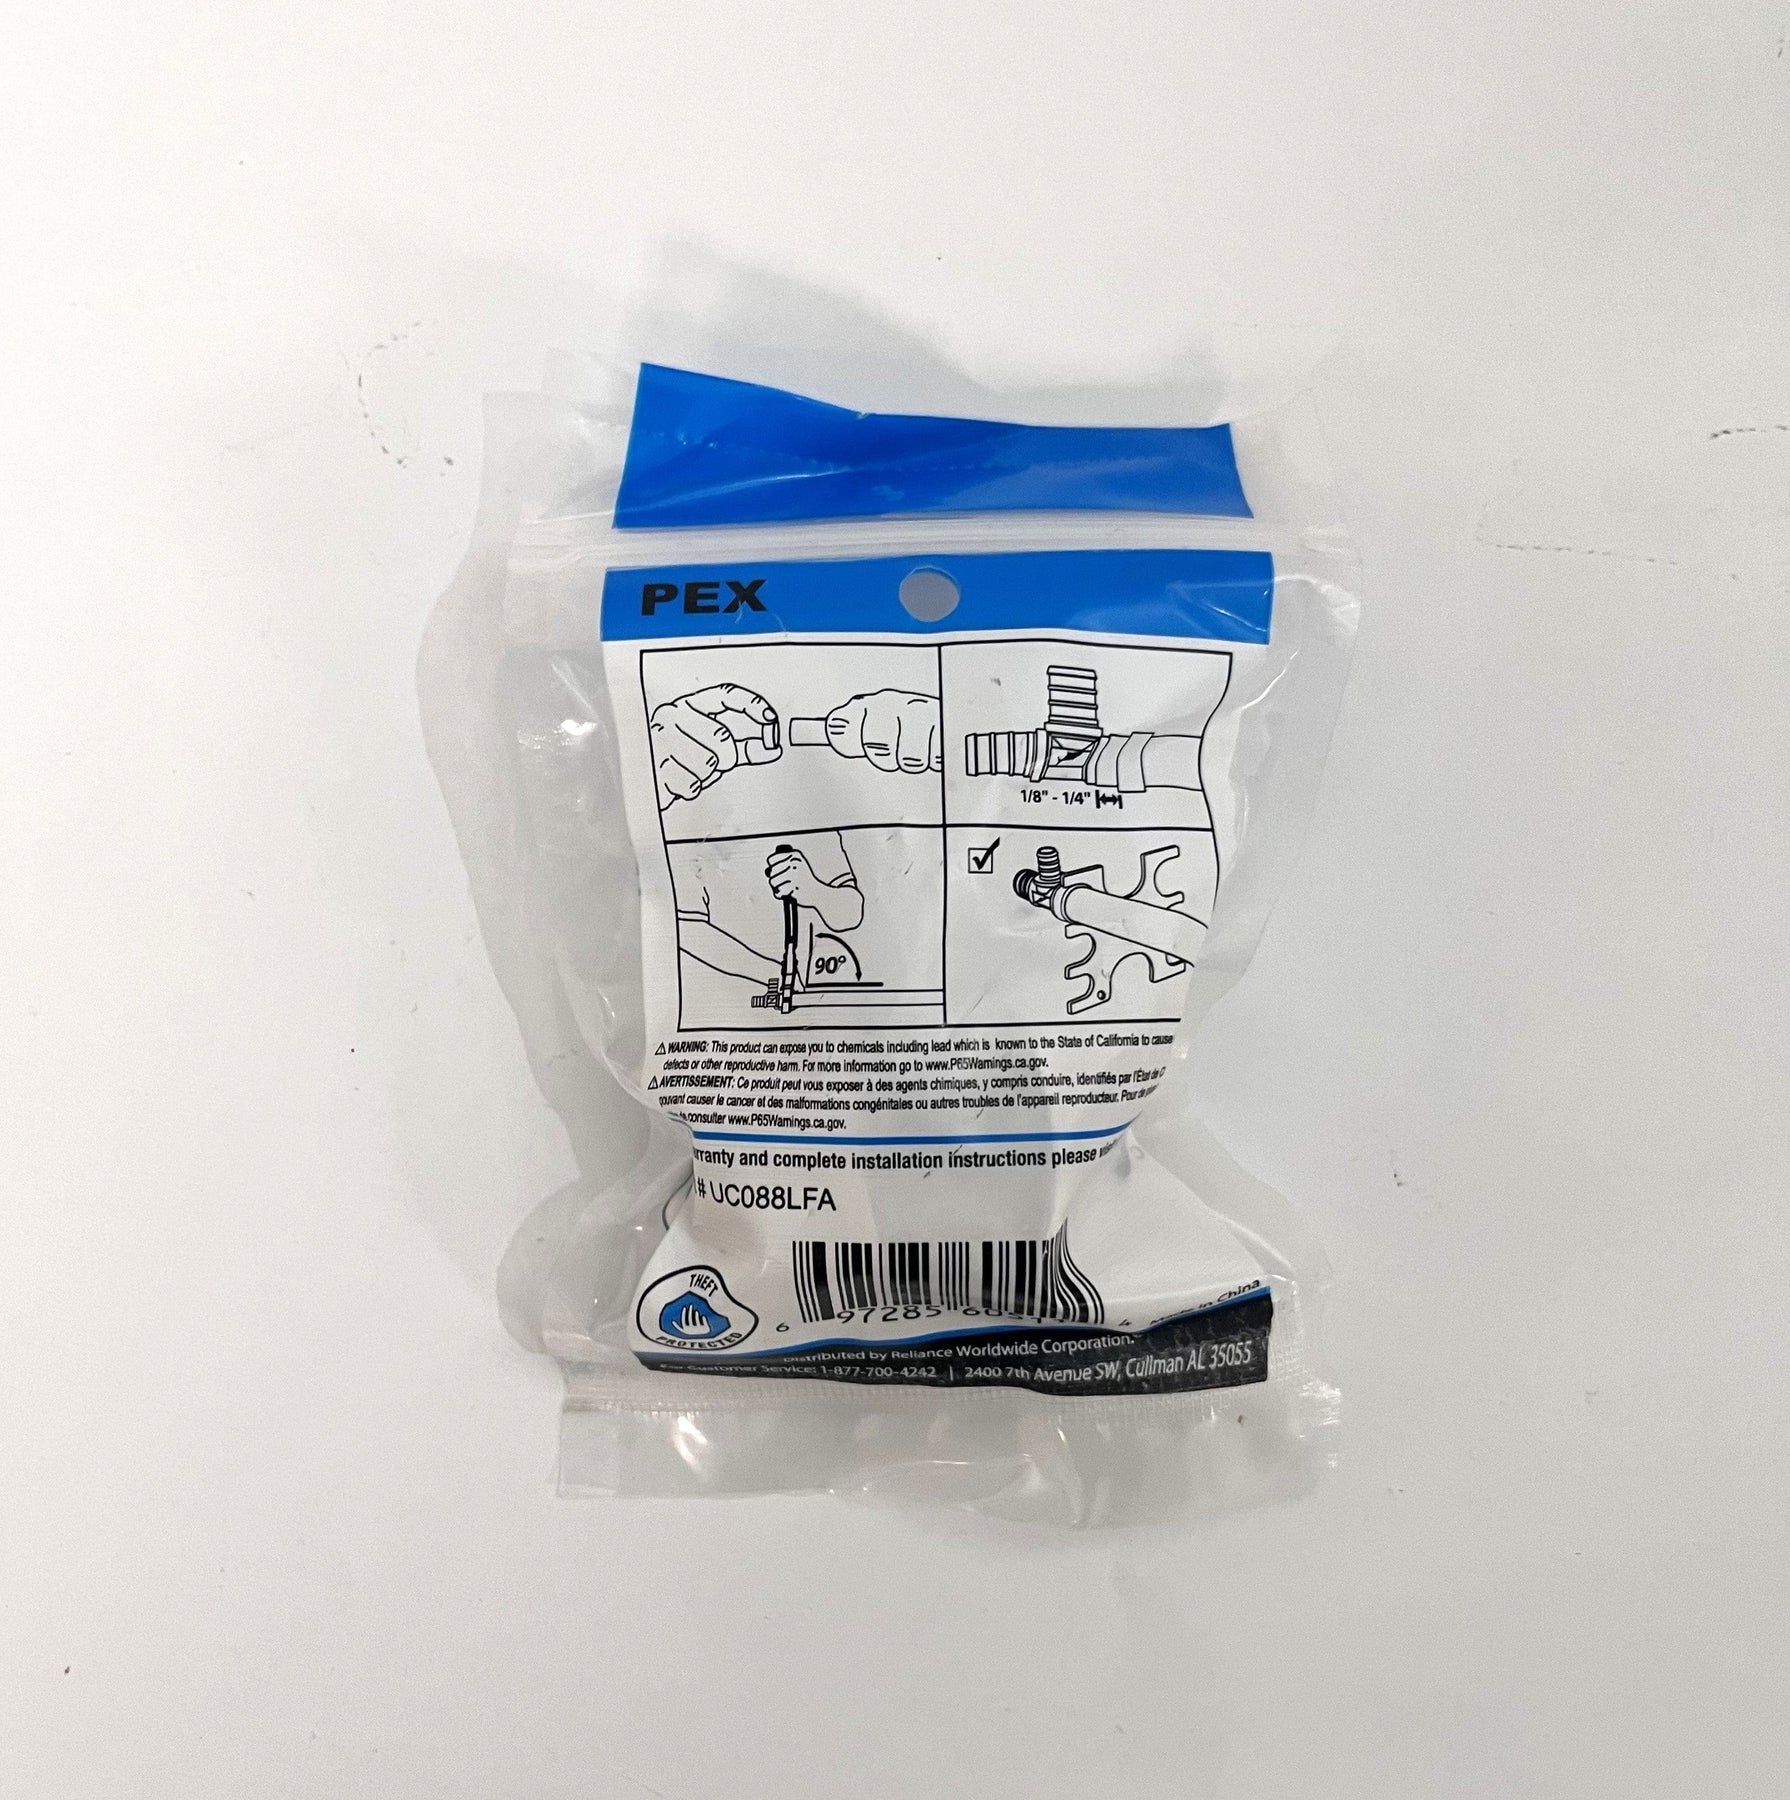 PEX
1/8" - 1/4"
90°
⚠ WARNING: This product can expose you to chemicals including lead which is known to the State of California to cause
defects or other reproductive harm. For more information go to www.P65Warnings.ca.gov.
⚠ AVERTISSEMENT: Ce produit peut vous exposer à des agents chimiques, y compris conduire, identifiés par l'État de C
pouvant causer le cancer et des malformations congénitales ou autres troubles de l'appareil reproducteur. Pour de
consulter www.P65Warnings.ca.gov.
rranty and complete installation instructions please
# UC088LFA
THEFT
PROTECTED
6 97285
4
Made in China
Distributed by Reliance Worldwide Corporation.
For Customer Service: 1-877-700-4242 | 2400 7th Avenue SW, Cullman AL 35055